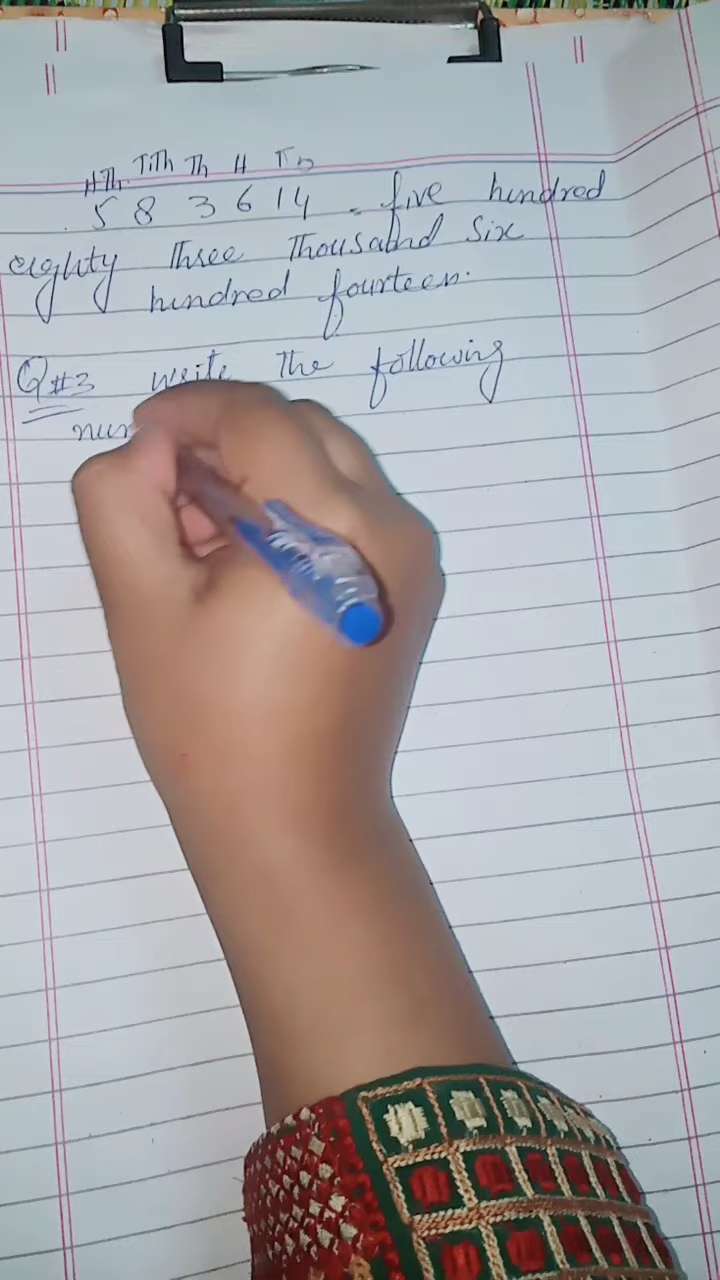 HTh TTh Th H T O
5 8 3 6 1 4 = five hundred
eighty three Thousand six
hundred fourteen.
Q#3 write the following
num